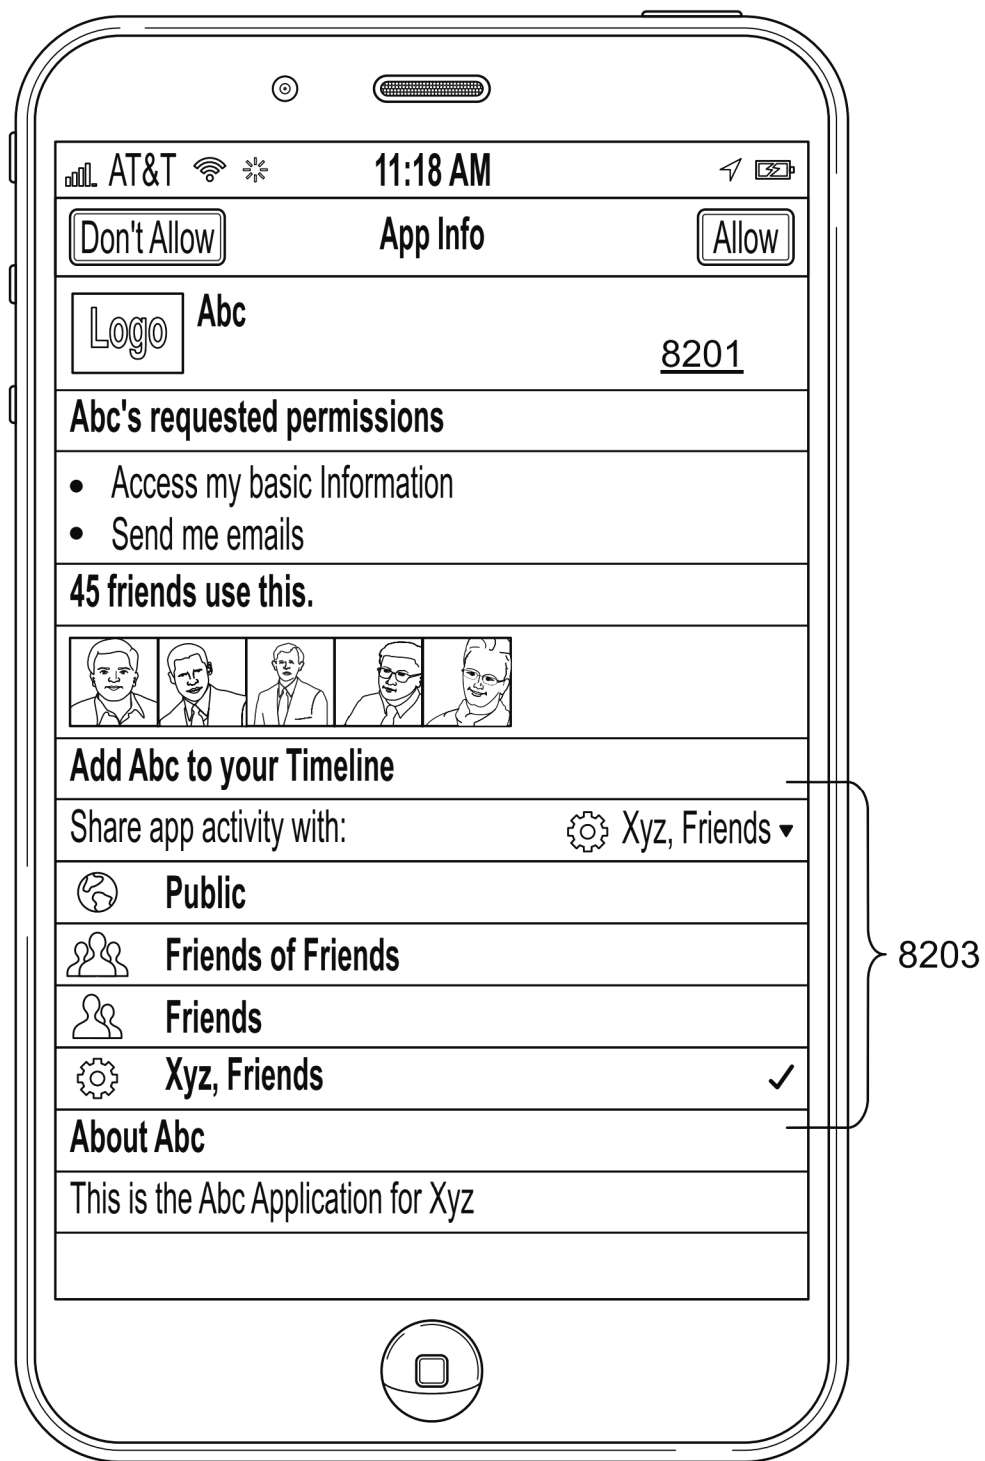 AT&T 11:18 AM
Don't Allow App Info Allow
Logo Abc
8201
Abc's requested permissions
• Access my basic Information
• Send me emails
45 friends use this.
Add Abc to your Timeline
Share app activity with: Xyz, Friends
Public
Friends of Friends
8203
Friends
Xyz, Friends
About Abc
This is the Abc Application for Xyz